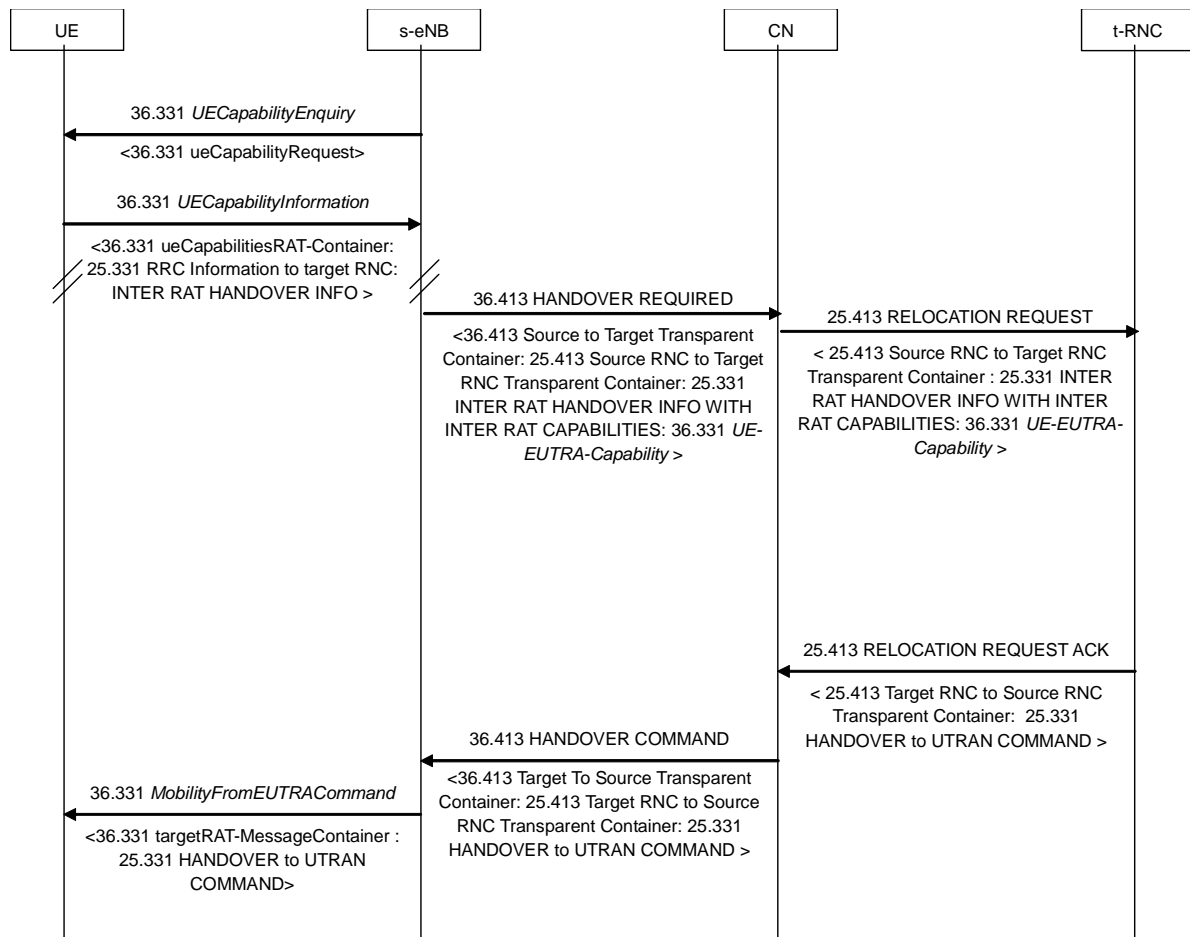 UE
s-eNB
CN
t-RNC
36.331 UECapabilityEnquiry
<36.331 ueCapabilityRequest>
36.331 UECapabilityInformation
<36.331 ueCapabilitiesRAT-Container:
25.331 RRC Information to target RNC:
INTER RAT HANDOVER INFO >
36.413 HANDOVER REQUIRED
<36.413 Source to Target Transparent
Container: 25.413 Source RNC to Target
RNC Transparent Container: 25.331
INTER RAT HANDOVER INFO WITH
INTER RAT CAPABILITIES: 36.331 UE-
EUTRA-Capability >
25.413 RELOCATION REQUEST
< 25.413 Source RNC to Target RNC
Transparent Container : 25.331 INTER
RAT HANDOVER INFO WITH INTER
RAT CAPABILITIES: 36.331 UE-EUTRA-
Capability >
25.413 RELOCATION REQUEST ACK
< 25.413 Target RNC to Source RNC
Transparent Container:  25.331
HANDOVER to UTRAN COMMAND >
36.413 HANDOVER COMMAND
<36.413 Target To Source Transparent
Container: 25.413 Target RNC to Source
RNC Transparent Container: 25.331
HANDOVER to UTRAN COMMAND >
36.331 MobilityFromEUTRACommand
<36.331 targetRAT-MessageContainer :
25.331 HANDOVER to UTRAN
COMMAND>